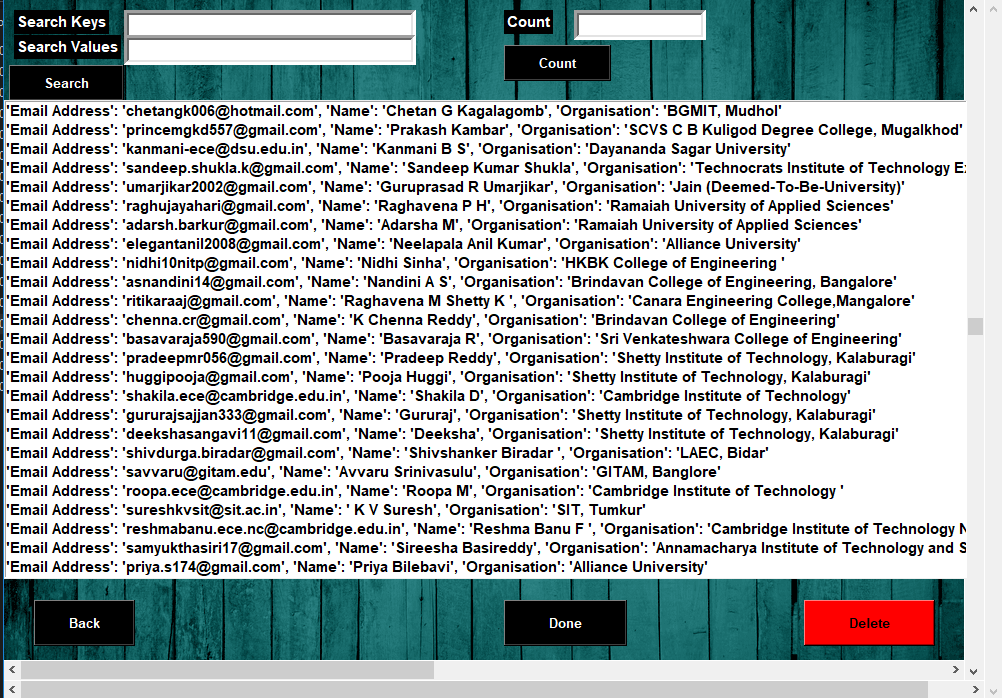 Search Keys
Count
Search Values
Count
Search
'Email Address': 'chetangk006@hotmail.com', 'Name': 'Chetan G Kagalagomb', 'Organisation': 'BGMIT, Mudhol'
'Email Address': 'princemgkd557@gmail.com', 'Name': 'Prakash Kambar', 'Organisation': 'SCVS C B Kuligod Degree College, Mugalkhod'
'Email Address': 'kanmani-ece@dsu.edu.in', 'Name': 'Kanmani B S', 'Organisation': 'Dayananda Sagar University'
'Email Address': 'sandeep.shukla.k@gmail.com', 'Name': 'Sandeep Kumar Shukla', 'Organisation': 'Technocrats Institute of Technology E
'Email Address': 'umarjikar2002@gmail.com', 'Name': 'Guruprasad R Umarjikar', 'Organisation': 'Jain (Deemed-To-Be-University)'
'Email Address': 'raghujayahari@gmail.com', 'Name': 'Raghavena P H', 'Organisation': 'Ramaiah University of Applied Sciences'
'Email Address': 'adarsh.barkur@gmail.com', 'Name': 'Adarsha M', 'Organisation': 'Ramaiah University of Applied Sciences'
'Email Address': 'elegantanil2008@gmail.com', 'Name': 'Neelapala Anil Kumar', 'Organisation': 'Alliance University'
'Email Address': 'nidhi10nitp@gmail.com', 'Name': 'Nidhi Sinha', 'Organisation': 'HKBK College of Engineering '
'Email Address': 'asnandini14@gmail.com', 'Name': 'Nandini A S', 'Organisation': 'Brindavan College of Engineering, Bangalore'
'Email Address': 'ritikaraaj@gmail.com', 'Name': 'Raghavena M Shetty K ', 'Organisation': 'Canara Engineering College,Mangalore'
'Email Address': 'chenna.cr@gmail.com', 'Name': 'K Chenna Reddy', 'Organisation': 'Brindavan College of Engineering'
'Email Address': 'basavaraja590@gmail.com', 'Name': 'Basavaraja R', 'Organisation': 'Sri Venkateshwara College of Engineering'
'Email Address': 'pradeepmr056@gmail.com', 'Name': 'Pradeep Reddy', 'Organisation': 'Shetty Institute of Technology, Kalaburagi'
'Email Address': 'huggipooja@gmail.com', 'Name': 'Pooja Huggi', 'Organisation': 'Shetty Institute of Technology, Kalaburagi'
'Email Address': 'shakila.ece@cambridge.edu.in', 'Name': 'Shakila D', 'Organisation': 'Cambridge Institute of Technology'
'Email Address': 'gururajsajjan333@gmail.com', 'Name': 'Gururaj', 'Organisation': 'Shetty Institute of Technology, Kalaburagi'
'Email Address': 'deekshasangavi11@gmail.com', 'Name': 'Deeksha', 'Organisation': 'Shetty Institute of Technology, Kalaburagi'
'Email Address': 'shivdurga.biradar@gmail.com', 'Name': 'Shivshanker Biradar ', 'Organisation': 'LAEC, Bidar'
'Email Address': 'savvaru@gitam.edu', 'Name': 'Avvaru Srinivasulu', 'Organisation': 'GITAM, Banglore'
'Email Address': 'roopa.ece@cambridge.edu.in', 'Name': 'Roopa M', 'Organisation': 'Cambridge Institute of Technology '
'Email Address': 'sureshkvsit@sit.ac.in', 'Name': ' K V Suresh', 'Organisation': 'SIT, Tumkur'
'Email Address': 'reshmabanu.ece.nc@cambridge.edu.in', 'Name': 'Reshma Banu F ', 'Organisation': 'Cambridge Institute of Technology N
'Email Address': 'samyukthasiri17@gmail.com', 'Name': 'Sireesha Basireddy', 'Organisation': 'Annamacharya Institute of Technology and S
'Email Address': 'priya.s174@gmail.com', 'Name': 'Priya Bilebavi', 'Organisation': 'Alliance University'
Back
Done
Delete